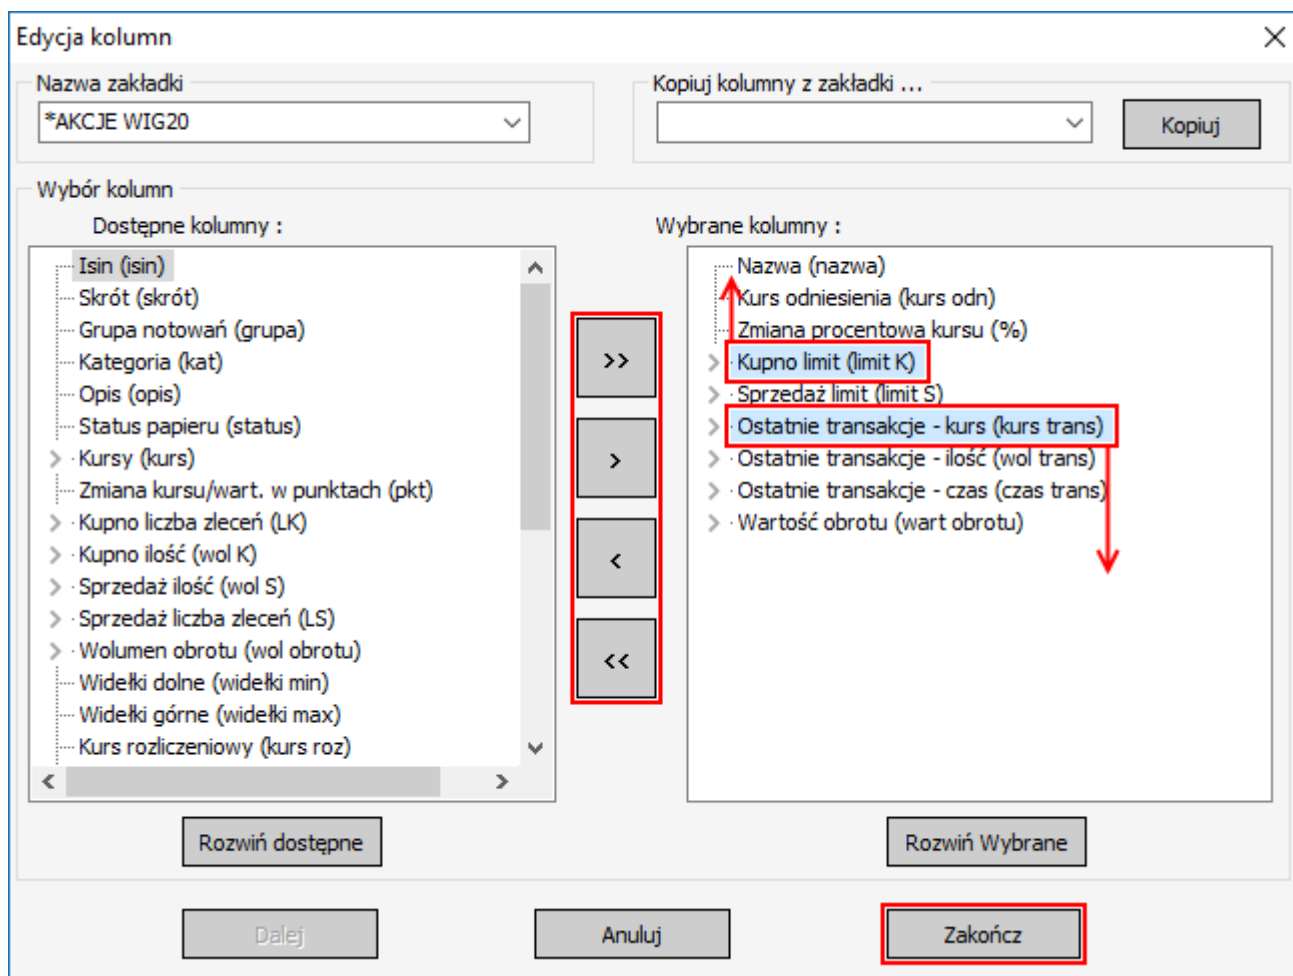 Edycja kolumn
Nazwa zakładki
*AKCJE WIG20
Kopiuj kolumny z zakładki ...
Kopiuj
Wybór kolumn
Dostępne kolumny :
Isin (isin)
Skrót (skrót)
Grupa notowań (grupa)
Kategoria (kat)
Opis (opis)
Status papieru (status)
Kursy (kurs)
Zmiana kursu/wart. w punktach (pkt)
Kupno liczba zleceń (LK)
Kupno ilość (wol K)
Sprzedaż ilość (wol S)
Sprzedaż liczba zleceń (LS)
Wolumen obrotu (wol obrotu)
Widełki dolne (widełki min)
Widełki górne (widełki max)
Kurs rozliczeniowy (kurs roz)
Rozwiń dostępne
>>
>
<
<<
Wybrane kolumny :
Nazwa (nazwa)
Kurs odniesienia (kurs odn)
Zmiana procentowa kursu (%)
Kupno limit (limit K)
Sprzedaż limit (limit S)
Ostatnie transakcje - kurs (kurs trans)
Ostatnie transakcje - ilość (wol trans)
Ostatnie transakcje - czas (czas trans)
Wartość obrotu (wart obrotu)
Rozwiń Wybrane
Dalej
Anuluj
Zakończ